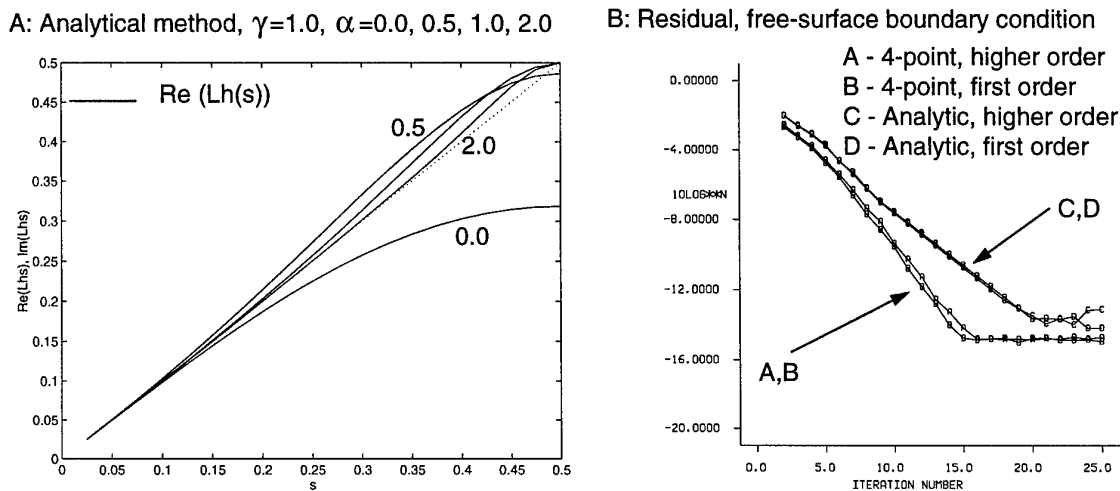 A: Analytical method, γ=1.0, α=0.0, 0.5, 1.0, 2.0
0.5
0.45
0.4
0.35
0.3
0.25
0.2
0.15
0.1
0.05
0
Re(Lhs), Im(Lhs)
Re (Lh(s))
0.5
2.0
0.0
0
0.05
0.1
0.15
0.2
0.25
0.3
0.35
0.4
0.45
0.5
s
B: Residual, free-surface boundary condition
A - 4-point, higher order
B - 4-point, first order
C - Analytic, higher order
D - Analytic, first order
0.00000
-4.00000
10LOG**N
-8.00000
-12.0000
-16.0000
-20.0000
C,D
A,B
0.0
5.0
10.0
15.0
20.0
25.0
ITERATION NUMBER